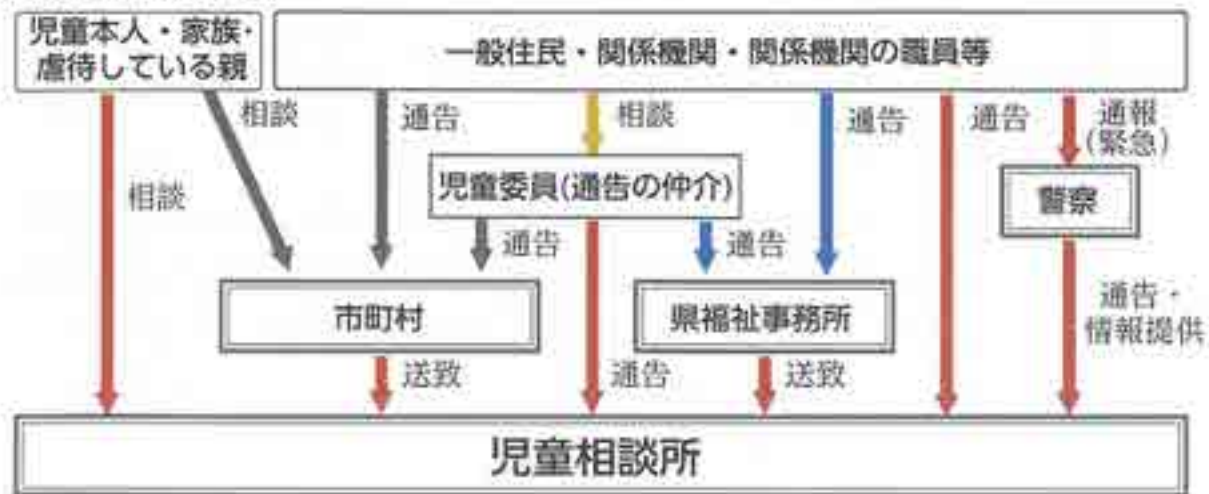 児童本人・家族・
虐待している親
一般住民・関係機関・関係機関の職員等
相談
通告
相談
通告
通告
通報
(緊急)
相談
児童委員(通告の仲介)
警察
通告
通告
市町村
県福祉事務所
通告・
情報提供
送致
通告
送致
児童相談所